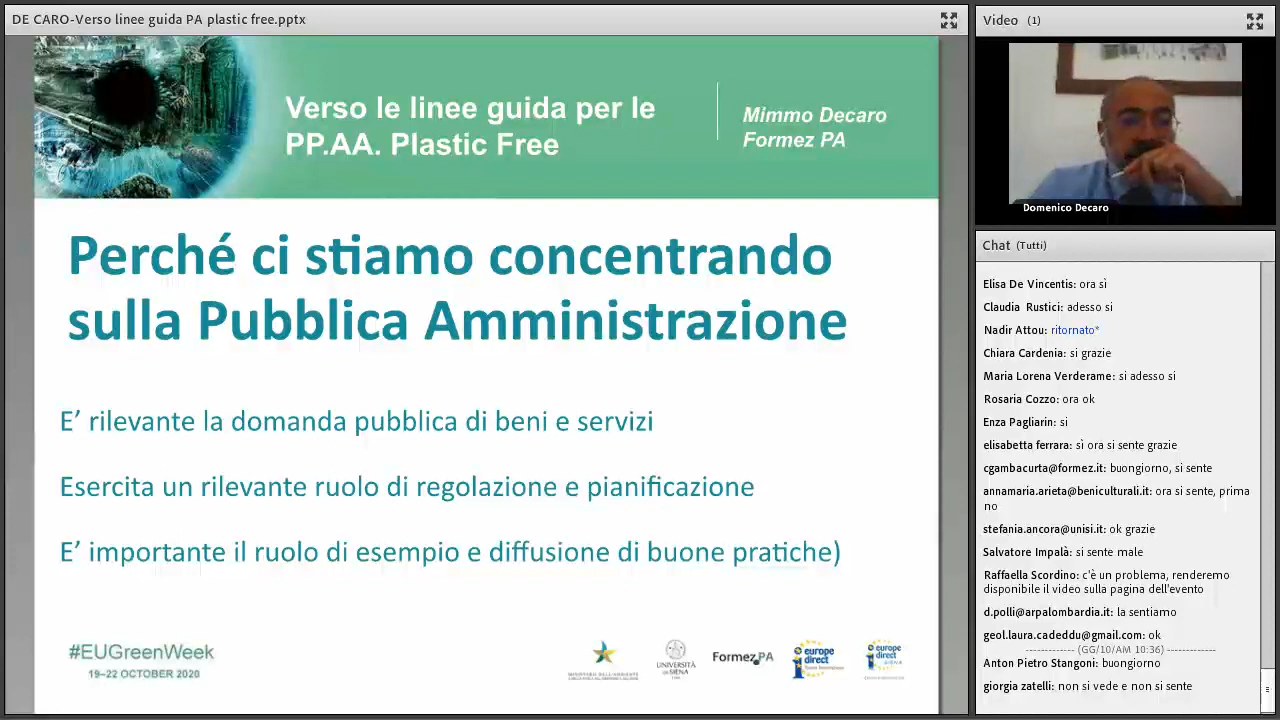 DE CARO-Verso linee guida PA plastic free.pptx
Verso le linee guida per le
PP.AA. Plastic Free
Mimmo Decaro
Formez PA
Perché ci stiamo concentrando
sulla Pubblica Amministrazione
E’ rilevante la domanda pubblica di beni e servizi
Esercita un rilevante ruolo di regolazione e pianificazione
E’ importante il ruolo di esempio e diffusione di buone pratiche)
#EUGreenWeek
19–22 OCTOBER 2020
UNIVERSITÀ
DI SIENA
Formez PA
europe
direct
europe
direct
SIENA
Video (1)
Domenico Decaro
Chat (Tutti)
Elisa De Vincentis: ora sì
Claudia Rustici: adesso si
Nadir Attou: ritornato*
Chiara Cardenia: si grazie
Maria Lorena Verderame: si adesso si
Rosaria Cozzo: ora ok
Enza Pagliarin: si
elisabetta ferrara: sì ora si sente grazie
cgambacurta@formez.it: buongiorno, si sente
annamaria.arieta@beniculturali.it: ora si sente, prima
no
stefania.ancora@unisi.it: ok grazie
Salvatore Impalà: si sente male
Raffaella Scordino: c'è un problema, renderemo
disponibile il video sulla pagina dell'evento
d.polli@arpalombardia.it: la sentiamo
geol.laura.cadeddu@gmail.com: ok
10:36)
Anton Pietro Stangoni: buongiorno
giorgia zatelli: non si vede e non si sente